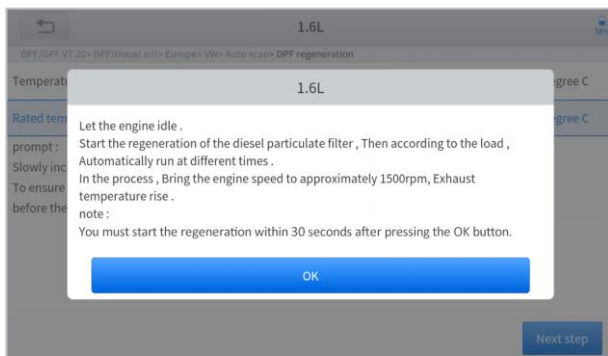 1.6L
DPF/GPF V7.20> DPF(Diesel oil)> Europe> VW> Auto scan> DPF regeneration
Temperatu egree C
1.6L
Rated tem egree C
Let the engine idle .
Start the regeneration of the diesel particulate filter , Then according to the load ,
Automatically run at different times .
In the process , Bring the engine speed to approximately 1500rpm, Exhaust
temperature rise .
note :
You must start the regeneration within 30 seconds after pressing the OK button.
OK
prompt :
Slowly inc
To ensure
before the
Next step